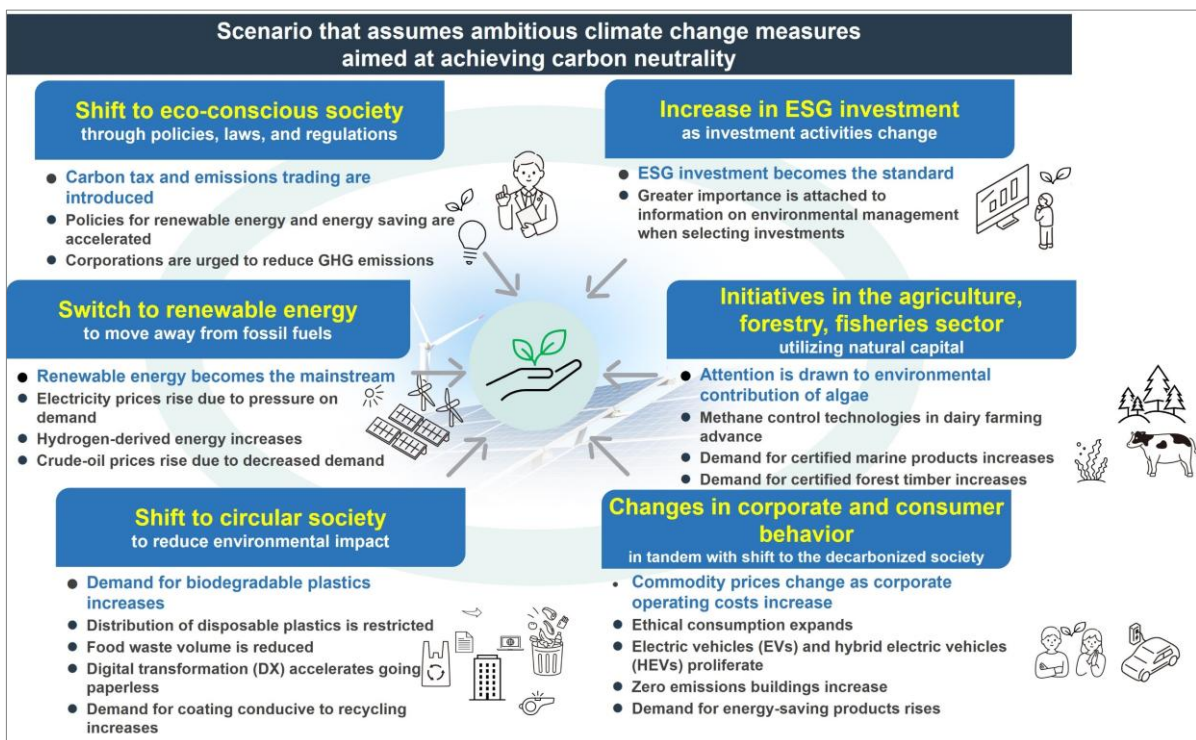 Scenario that assumes ambitious climate change measures
aimed at achieving carbon neutrality
Shift to eco-conscious society
through policies, laws, and regulations
● Carbon tax and emissions trading are
introduced
● Policies for renewable energy and energy saving are
accelerated
● Corporations are urged to reduce GHG emissions
Increase in ESG investment
as investment activities change
● ESG investment becomes the standard
● Greater importance is attached to
information on environmental management
when selecting investments
Switch to renewable energy
to move away from fossil fuels
● Renewable energy becomes the mainstream
● Electricity prices rise due to pressure on
demand
● Hydrogen-derived energy increases
● Crude-oil prices rise due to decreased demand
Initiatives in the agriculture,
forestry, fisheries sector
utilizing natural capital
● Attention is drawn to environmental
contribution of algae
● Methane control technologies in dairy farming
advance
● Demand for certified marine products increases
● Demand for certified forest timber increases
Shift to circular society
to reduce environmental impact
● Demand for biodegradable plastics
increases
● Distribution of disposable plastics is restricted
● Food waste volume is reduced
● Digital transformation (DX) accelerates going
paperless
● Demand for coating conducive to recycling
increases
Changes in corporate and consumer
behavior
in tandem with shift to the decarbonized society
• Commodity prices change as corporate
operating costs increase
● Ethical consumption expands
● Electric vehicles (EVs) and hybrid electric vehicles
(HEVs) proliferate
● Zero emissions buildings increase
● Demand for energy-saving products rises